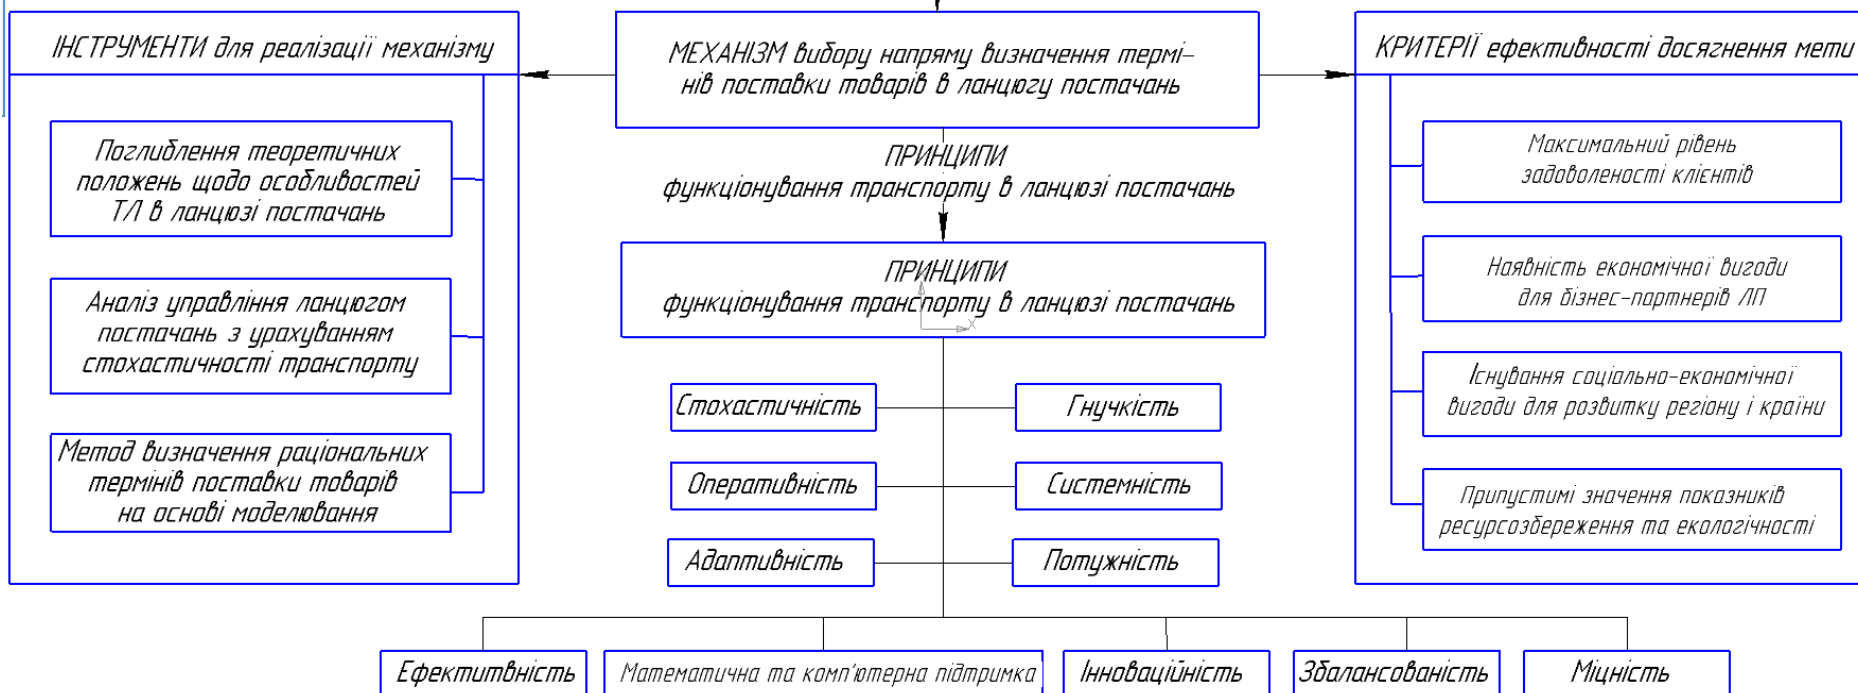 ІНСТРУМЕНТИ для реалізації механізму
Поглиблення теоретичних
положень щодо особливостей
ТЛ в ланцюзі постачань
Аналіз управління ланцюгом
постачань з урахуванням
стохастичності транспорту
Метод визначення раціональних
термінів поставки товарів
на основі моделювання
МЕХАНІЗМ вибору напряму визначення термі-
нів поставки товарів в ланцюгу постачань
ПРИНЦИПИ
функціонування транспорту в ланцюзі постачань
ПРИНЦИПИ
функціонування транспорту в ланцюзі постачань
X
Стохастичність
Гнучкість
Оперативність
Системність
Адаптивність
Потужність
КРИТЕРІЇ ефективності досягнення мети
Максимальний рівень
задоволеності клієнтів
Наявність економічної вигоди
для бізнес-партнерів ЛП
Існування соціально-економічної
вигоди для розвитку регіону і країни
Припустимі значення показників
ресурсозбереження та екологічності
Ефектитвність
Математична та комп'ютерна підтримка
Інноваційність
Збалансованість
Міцність